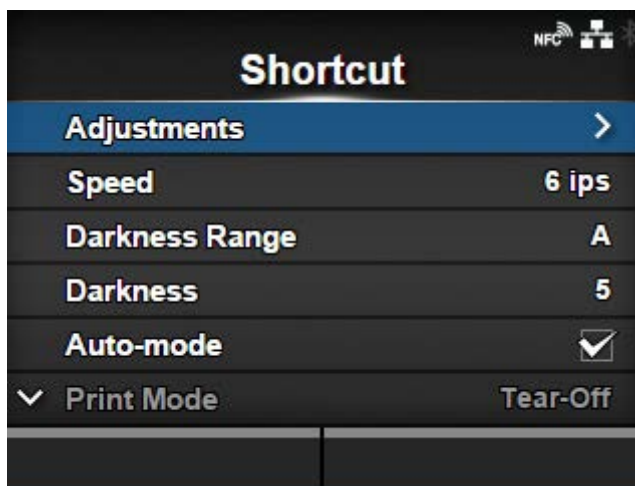 NFC
Shortcut
Adjustments
Speed 6 ips
Darkness Range A
Darkness 5
Auto-mode
Print Mode Tear-Off